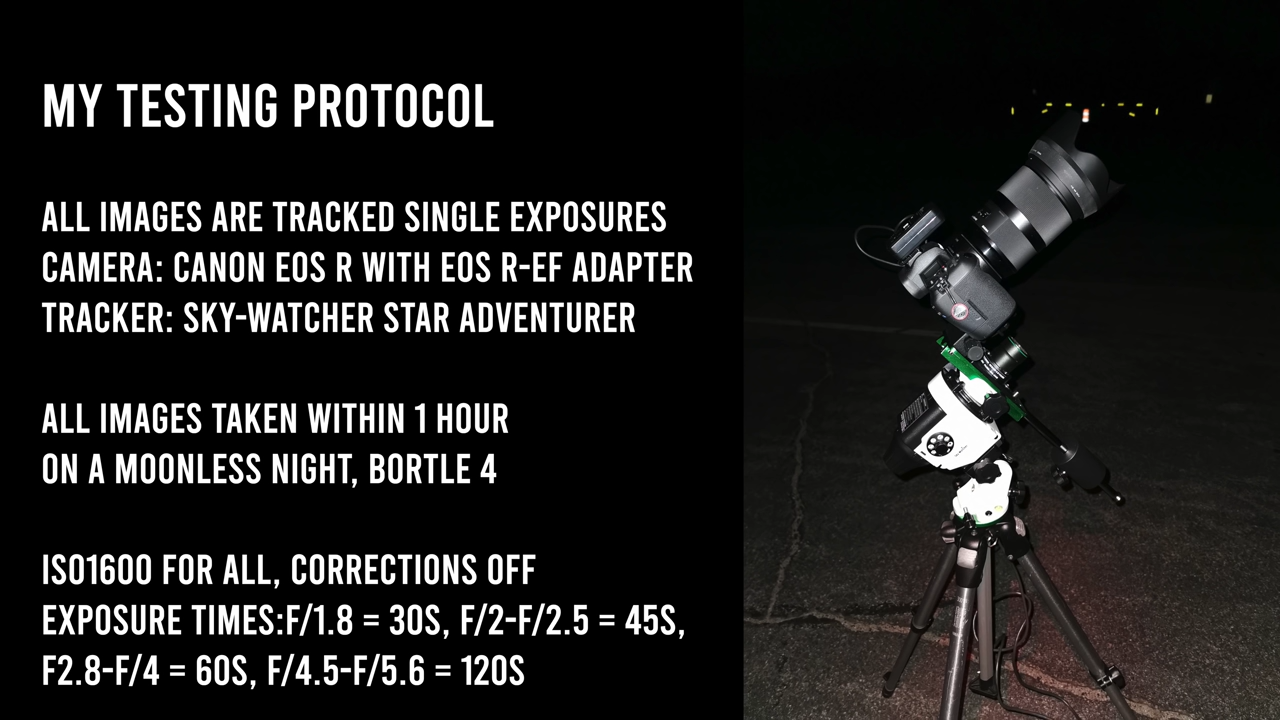 MY TESTING PROTOCOL
ALL IMAGES ARE TRACKED SINGLE EXPOSURES
CAMERA: CANON EOS R WITH EOS R-EF ADAPTER
TRACKER: SKY-WATCHER STAR ADVENTURER
ALL IMAGES TAKEN WITHIN 1 HOUR
ON A MOONLESS NIGHT, BORTLE 4
ISO1600 FOR ALL, CORRECTIONS OFF
EXPOSURE TIMES:F/1.8 = 30S, F/2-F/2.5 = 45S,
F2.8-F/4 = 60S, F/4.5-F/5.6 = 120S